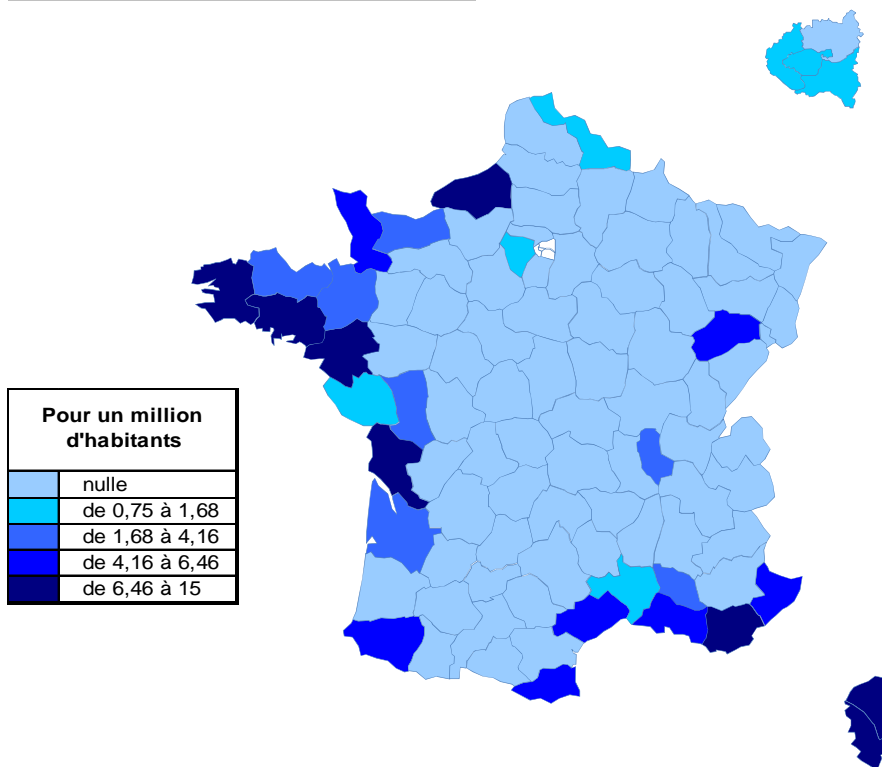 Pour un million
d'habitants
nulle
de 0,75 à 1,68
de 1,68 à 4,16
de 4,16 à 6,46
de 6,46 à 15